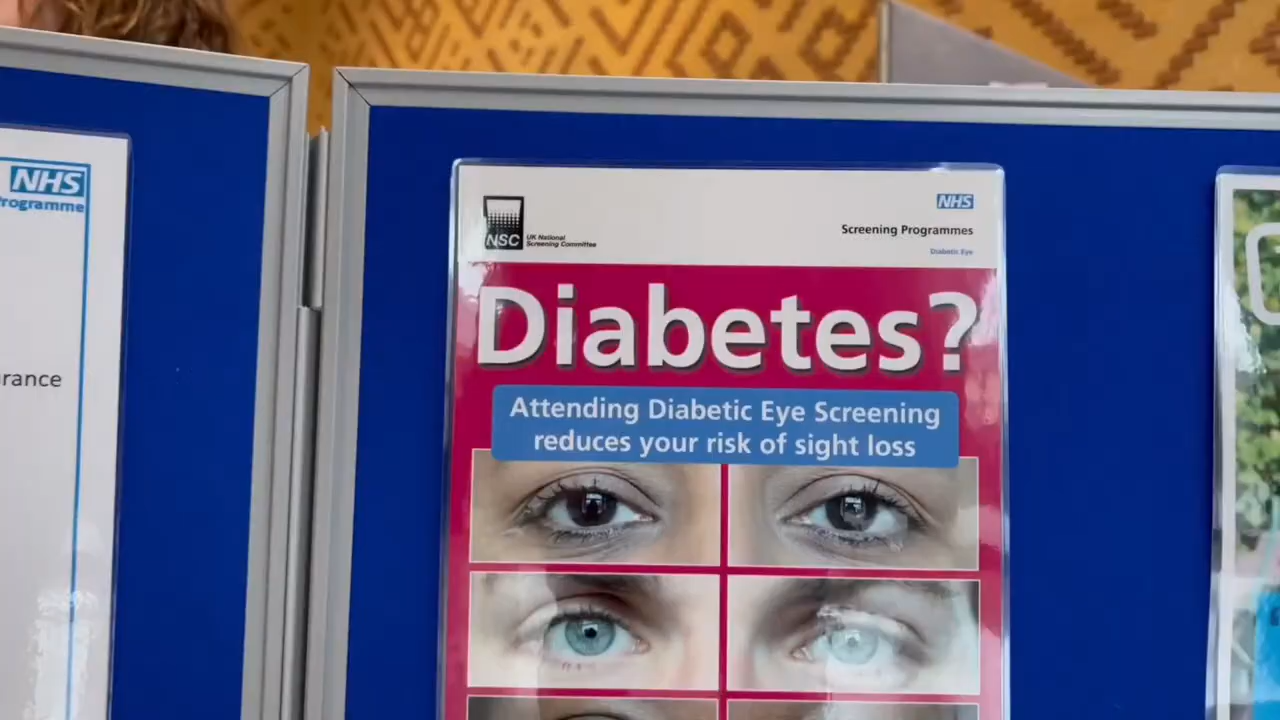 NHS
Programme
rance
NSC
UK National
Screening Committee
NHS
Screening Programmes
Diabetic Eye
Diabetes?
Attending Diabetic Eye Screening
reduces your risk of sight loss